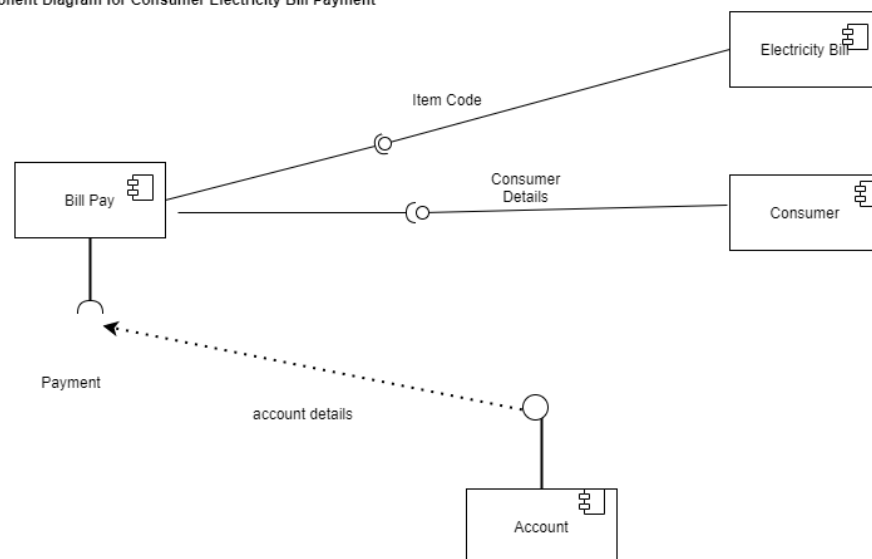 Diagram for Consumer Electricity Bill Payment
Electricity Bill
Item Code
Consumer
Details
Bill Pay
Consumer
Payment
account details
Account